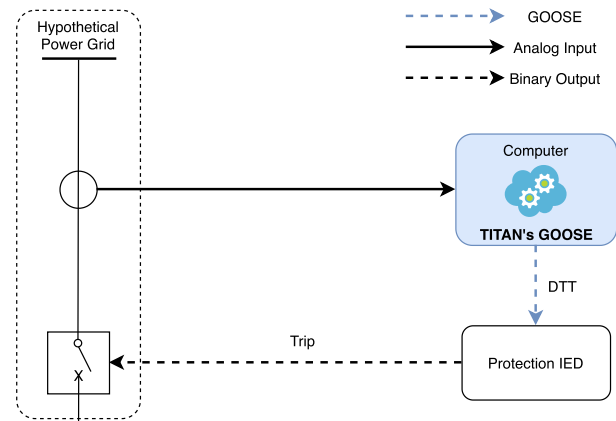 Hypothetical
Power Grid
GOOSE
Analog Input
Binary Output
Computer
TITAN's GOOSE
DTT
Trip
Protection IED
X